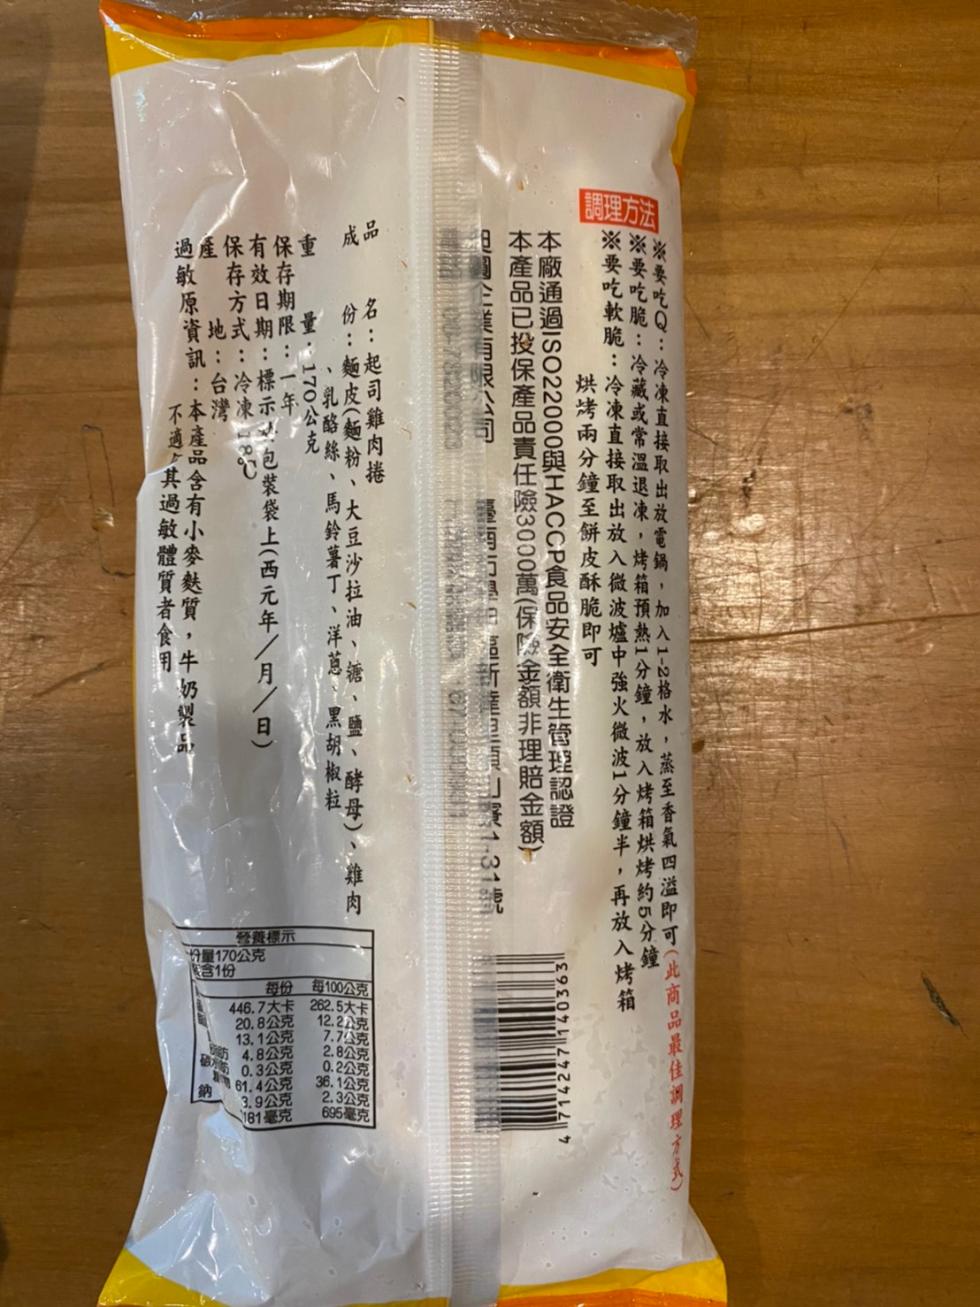 調理方法
※要吃Q：冷凍直接取出放電鍋，加入1-2格水，蒸至香氣四溢即可(此商品最佳調理方式)
※要吃脆：冷藏或常溫退凍，烤箱預熱1分鐘，放入烤箱烘烤約5分鐘
※要吃軟脆：冷凍直接取出放入微波爐中強火微波1分鐘半，再放入烤箱
烘烤兩分鐘至餅皮酥脆即可
本廠通過ISO22000與HACCP食品安全衛生管理認證
本產品已投保產品責任險3000萬(保險金額非理賠金額)
企業有限公司
1-31號
品名：起司雞肉捲
成份：麵皮(麵粉、大豆沙拉油、糖、鹽、酵母)、雞肉
、乳酪絲、馬鈴薯丁、洋蔥、黑胡椒粒
重量：170公克
保存期限：一年
有效日期：標示於包裝袋上(西元年/月/日)
保存方式：冷凍-18℃
產地：台灣
過敏原資訊：本產品含有小麥麩質，牛奶製品
不適合其過敏體質者食用
營養標示
份量170公克
含1份
每份 每100公克
446.7大卡 262.5大卡
20.8公克 12.2公克
13.1公克 7.7公克
4.8公克 2.8公克
0.3公克 0.2公克
61.4公克 36.1公克
3.9公克 2.3公克
鈉 181毫克 695毫克
4714247140363